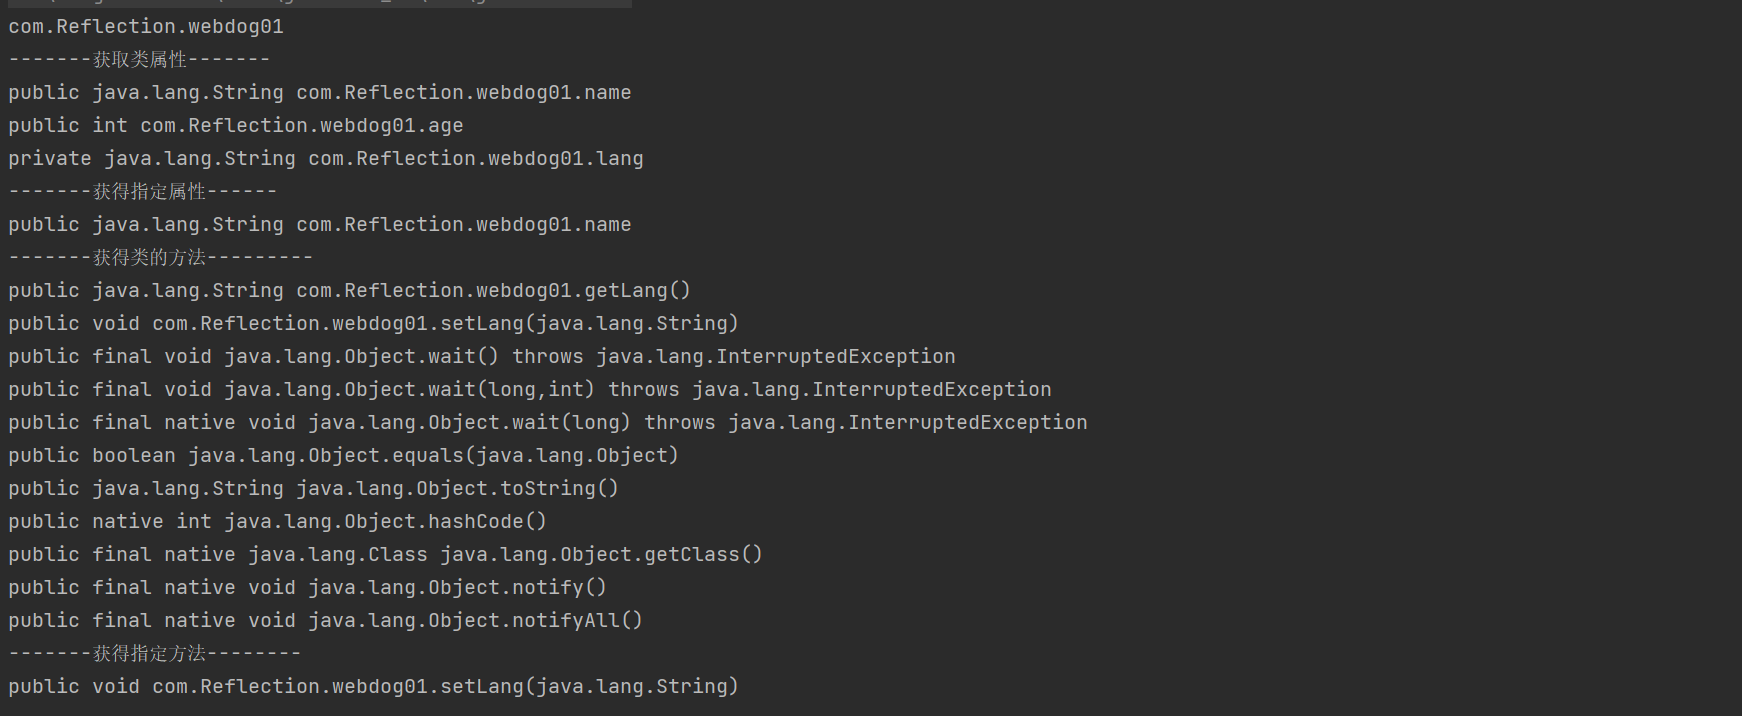 com.Reflection.webdog01
-------获取类属性-------
public java.lang.String com.Reflection.webdog01.name
public int com.Reflection.webdog01.age
private java.lang.String com.Reflection.webdog01.lang
-------获得指定属性------
public java.lang.String com.Reflection.webdog01.name
-------获得类的方法---------
public java.lang.String com.Reflection.webdog01.getLang()
public void com.Reflection.webdog01.setLang(java.lang.String)
public final void java.lang.Object.wait() throws java.lang.InterruptedException
public final void java.lang.Object.wait(long,int) throws java.lang.InterruptedException
public final native void java.lang.Object.wait(long) throws java.lang.InterruptedException
public boolean java.lang.Object.equals(java.lang.Object)
public java.lang.String java.lang.Object.toString()
public native int java.lang.Object.hashCode()
public final native java.lang.Class java.lang.Object.getClass()
public final native void java.lang.Object.notify()
public final native void java.lang.Object.notifyAll()
-------获得指定方法--------
public void com.Reflection.webdog01.setLang(java.lang.String)